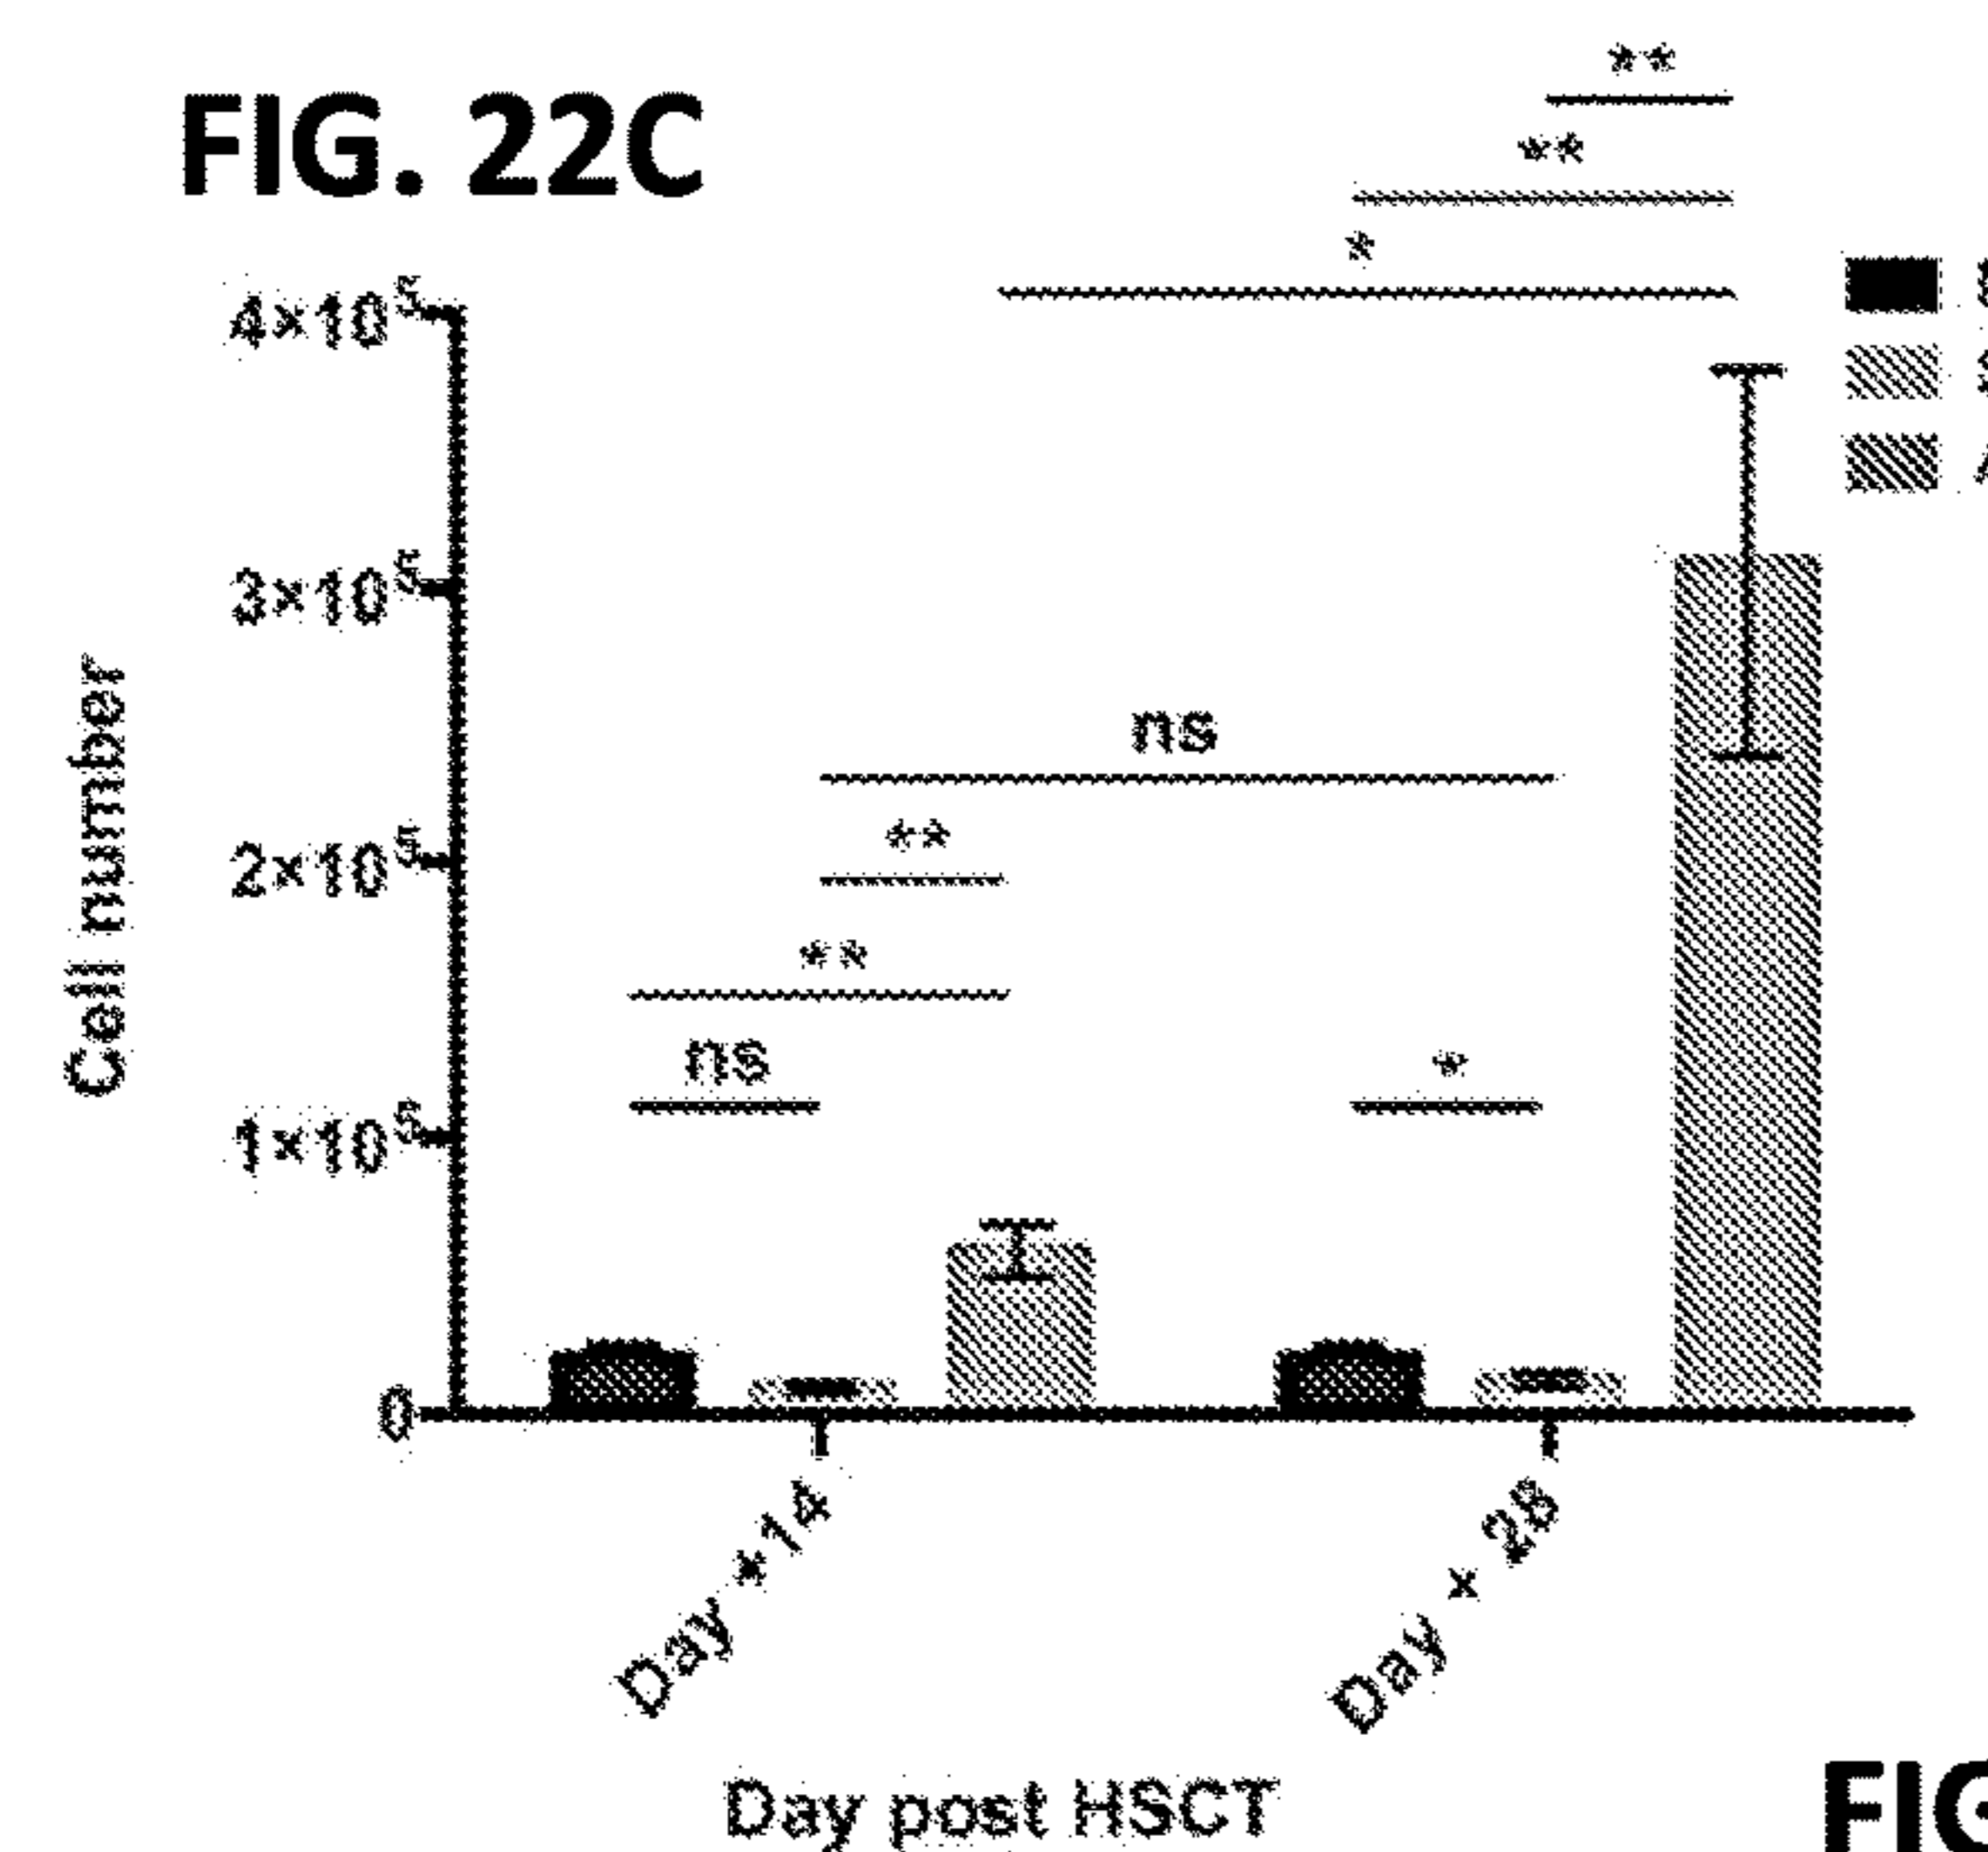 FIG. 22C
**
**
*
4×10⁵
3×10⁵
ns
Cell number
2×10⁵
**
**
ns
*
1×10⁵
0
Day +14
Day + 28
Day post HSCT
FIG